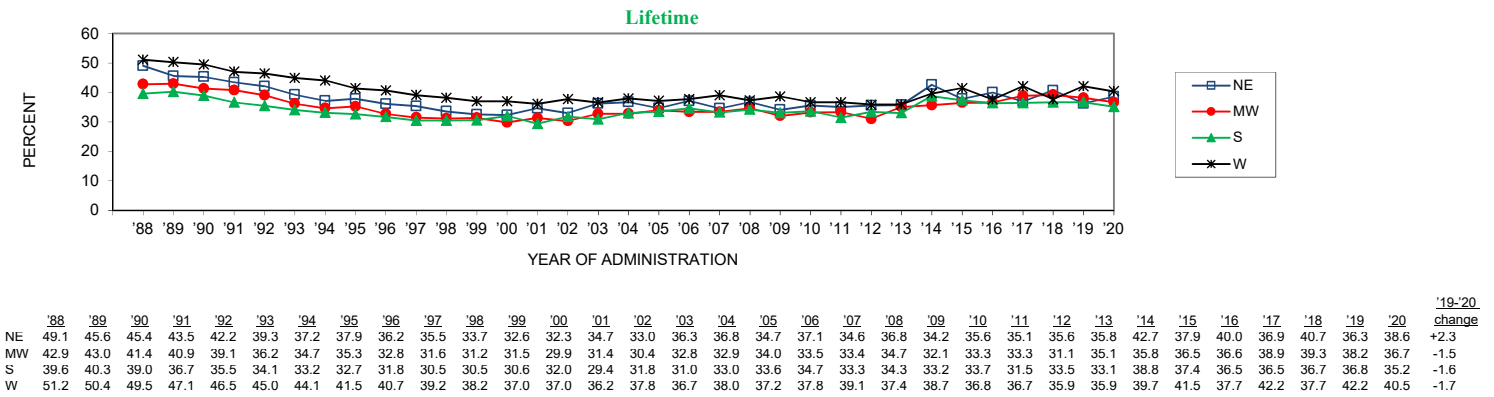 Lifetime
60
50
40
30
20
10
0
PERCENT
’88 ’89 ’90 ’91 ’92 ’93 ’94 ’95 ’96 ’97 ’98 ’99 ’00 ’01 ’02 ’03 ’04 ’05 ’06 ’07 ’08 ’09 ’10 ’11 ’12 ’13 ’14 ’15 ’16 ’17 ’18 ’19 ’20
YEAR OF ADMINISTRATION
NE
MW
S
W
’19-’20
’88 ’89 ’90 ’91 ’92 ’93 ’94 ’95 ’96 ’97 ’98 ’99 ’00 ’01 ’02 ’03 ’04 ’05 ’06 ’07 ’08 ’09 ’10 ’11 ’12 ’13 ’14 ’15 ’16 ’17 ’18 ’19 ’20 change
NE 49.1 45.6 45.4 43.5 42.2 39.3 37.2 37.9 36.2 35.5 33.7 32.6 32.3 34.7 33.0 36.3 36.8 34.7 37.1 34.6 36.8 34.2 35.6 35.1 35.6 35.8 42.7 37.9 40.0 36.9 40.7 36.3 38.6 +2.3
MW 42.9 43.0 41.4 40.9 39.1 36.2 34.7 35.3 32.8 31.6 31.2 31.5 29.9 31.4 30.4 32.8 32.9 34.0 33.5 33.4 34.7 32.1 33.3 33.3 31.1 35.1 35.8 36.5 36.6 38.9 39.3 38.2 36.7 -1.5
S 39.6 40.3 39.0 36.7 35.5 34.1 33.2 32.7 31.8 30.5 30.5 30.6 32.0 29.4 31.8 31.0 33.0 33.6 34.7 33.3 34.3 33.2 33.7 31.5 33.5 33.1 38.8 37.4 36.5 36.5 36.7 36.8 35.2 -1.6
W 51.2 50.4 49.5 47.1 46.5 45.0 44.1 41.5 40.7 39.2 38.2 37.0 37.0 36.2 37.8 36.7 38.0 37.2 37.8 39.1 37.4 38.7 36.8 36.7 35.9 35.9 39.7 41.5 37.7 42.2 37.7 42.2 40.5 -1.7